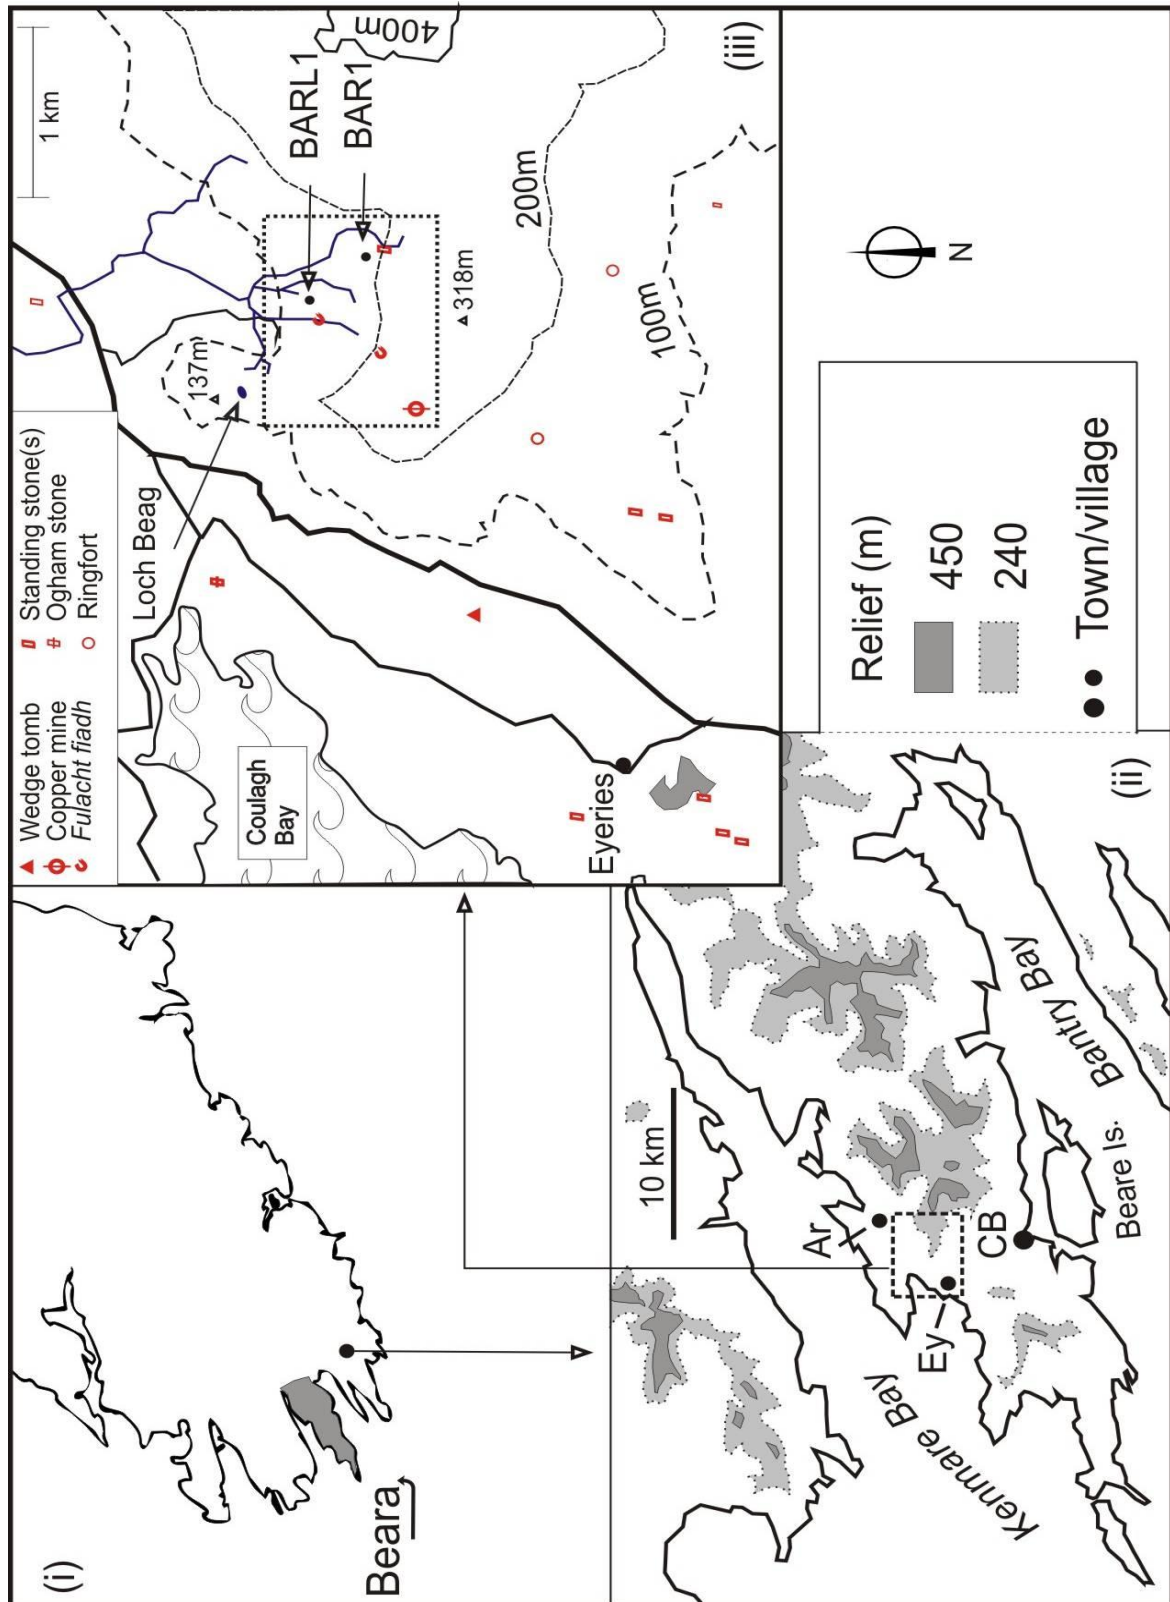 (i)
Beara
Wedge tomb
Copper mine
Fulacht fiadh
Standing stone(s)
Ogham stone
Ringfort
1 km
Loch Beag
137m
BARL1
BAR1
400m
318m
200m
100m
Coulagh
Bay
Eyeries
(iii)
10 km
Ar
Ey
CB
Kenmare Bay
Bantry Bay
Beare Is.
(ii)
Relief (m)
450
240
Town/village
N